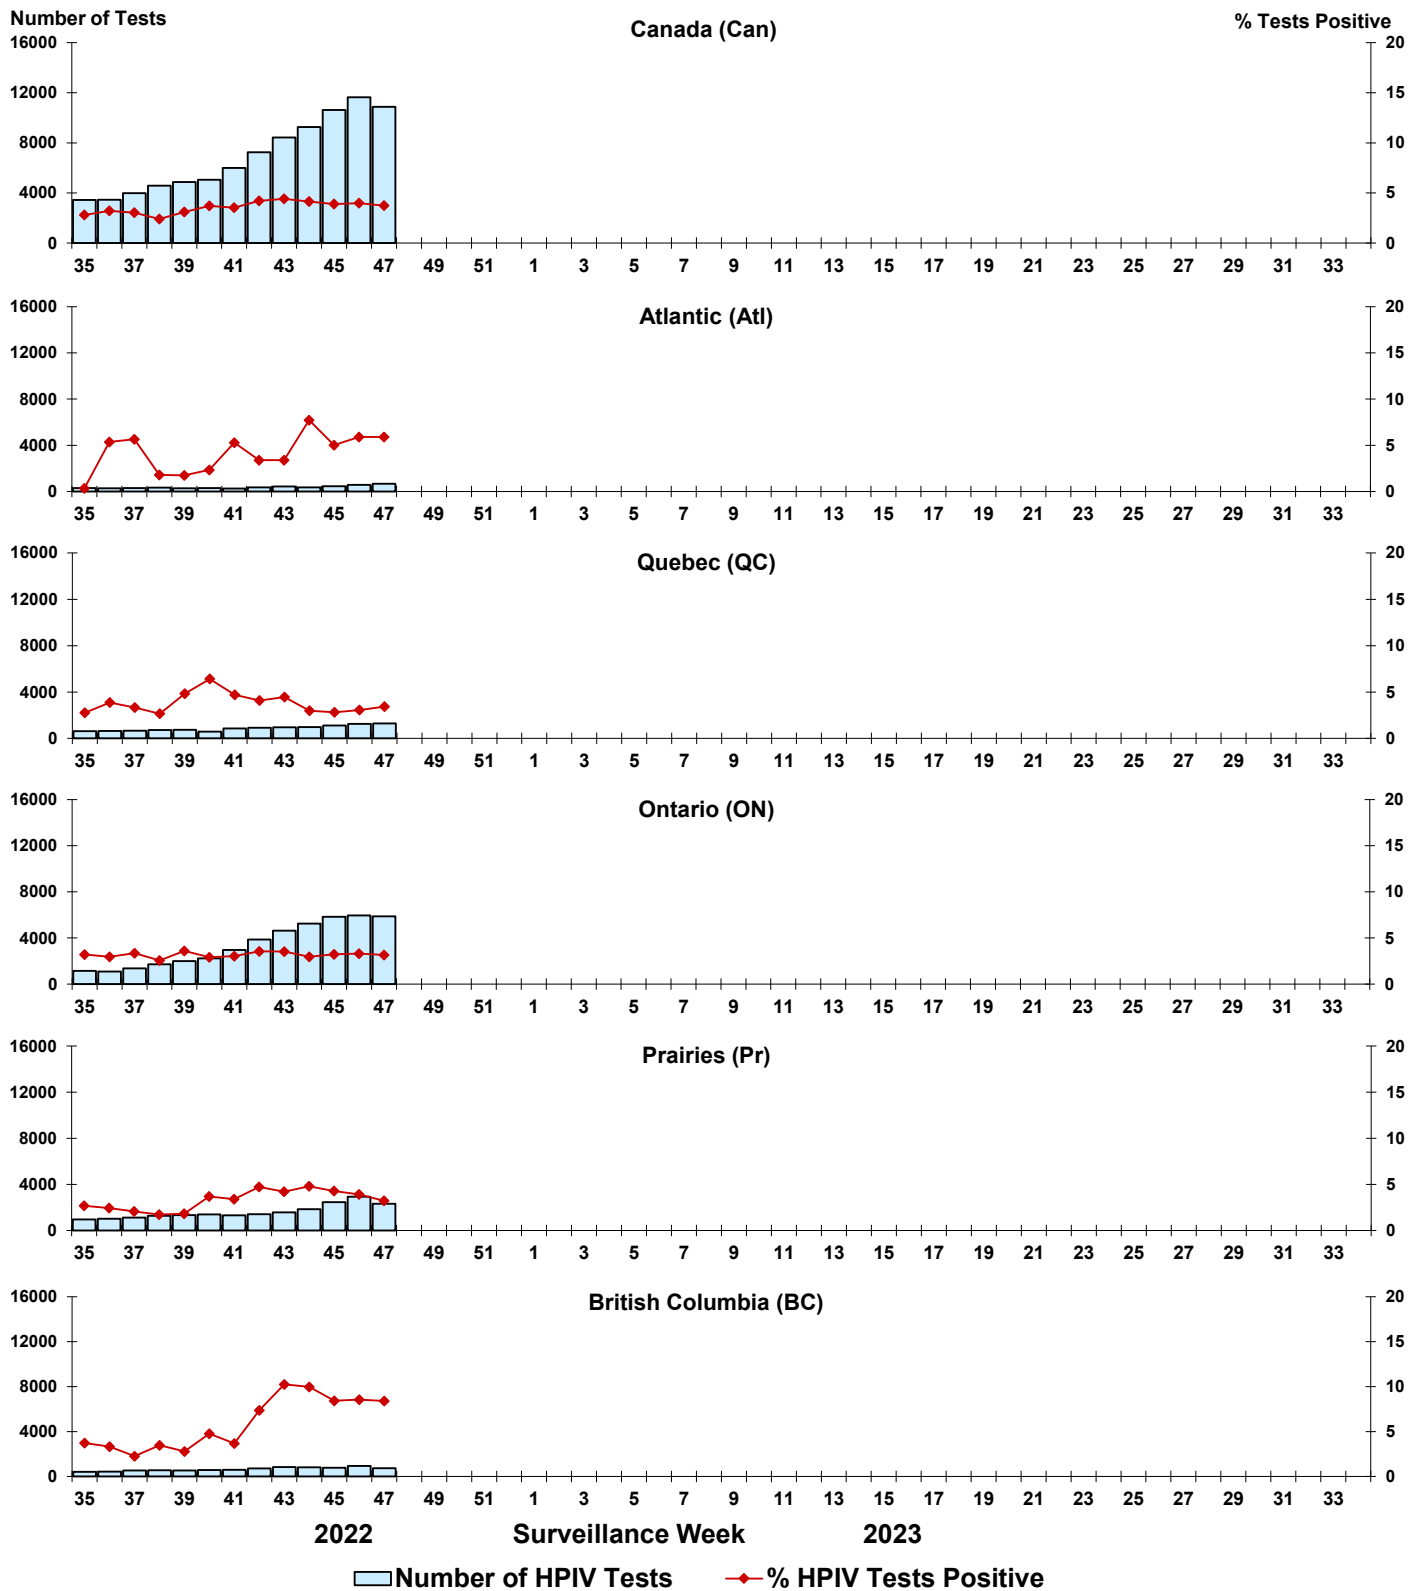 Number of Tests
Canada (Can)
% Tests Positive
16000 20
12000 15
8000 10
4000 5
0 0
35 37 39 41 43 45 47 49 51 1 3 5 7 9 11 13 15 17 19 21 23 25 27 29 31 33
Atlantic (Atl)
16000 20
12000 15
8000 10
4000 5
0 0
35 37 39 41 43 45 47 49 51 1 3 5 7 9 11 13 15 17 19 21 23 25 27 29 31 33
Quebec (QC)
16000 20
12000 15
8000 10
4000 5
0 0
35 37 39 41 43 45 47 49 51 1 3 5 7 9 11 13 15 17 19 21 23 25 27 29 31 33
Ontario (ON)
16000 20
12000 15
8000 10
4000 5
0 0
35 37 39 41 43 45 47 49 51 1 3 5 7 9 11 13 15 17 19 21 23 25 27 29 31 33
Prairies (Pr)
16000 20
12000 15
8000 10
4000 5
0 0
35 37 39 41 43 45 47 49 51 1 3 5 7 9 11 13 15 17 19 21 23 25 27 29 31 33
British Columbia (BC)
16000 20
12000 15
8000 10
4000 5
0 0
35 37 39 41 43 45 47 49 51 1 3 5 7 9 11 13 15 17 19 21 23 25 27 29 31 33
2022 Surveillance Week 2023
Number of HPIV Tests % HPIV Tests Positive